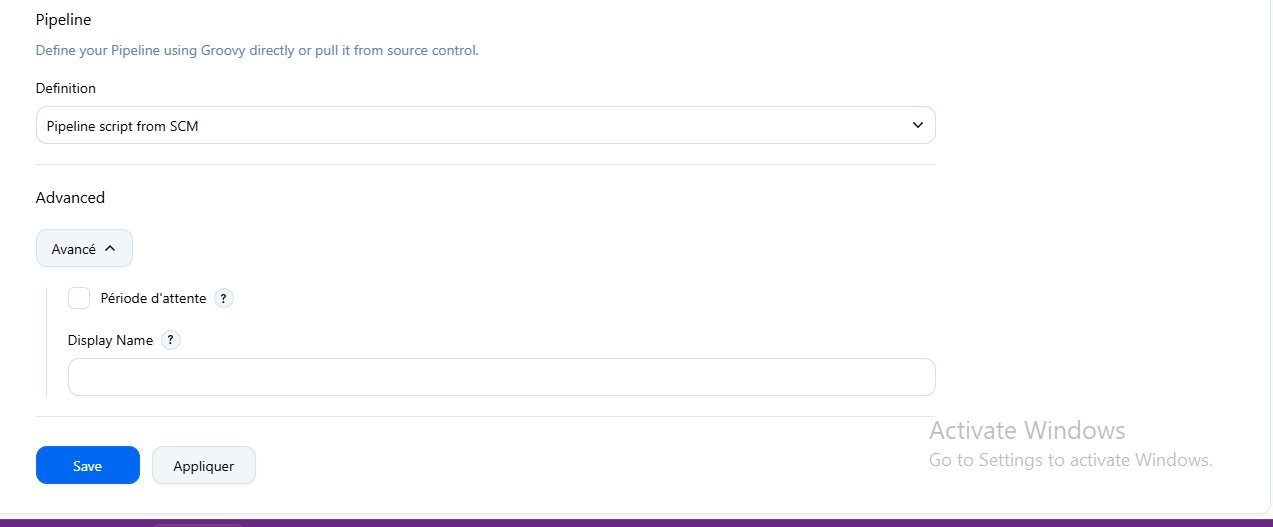 Pipeline
Define your Pipeline using Groovy directly or pull it from source control.
Definition
Pipeline script from SCM
Advanced
Avancé
Période d'attente ?
Display Name ?
Activate Windows
Go to Settings to activate Windows.
Save Appliquer